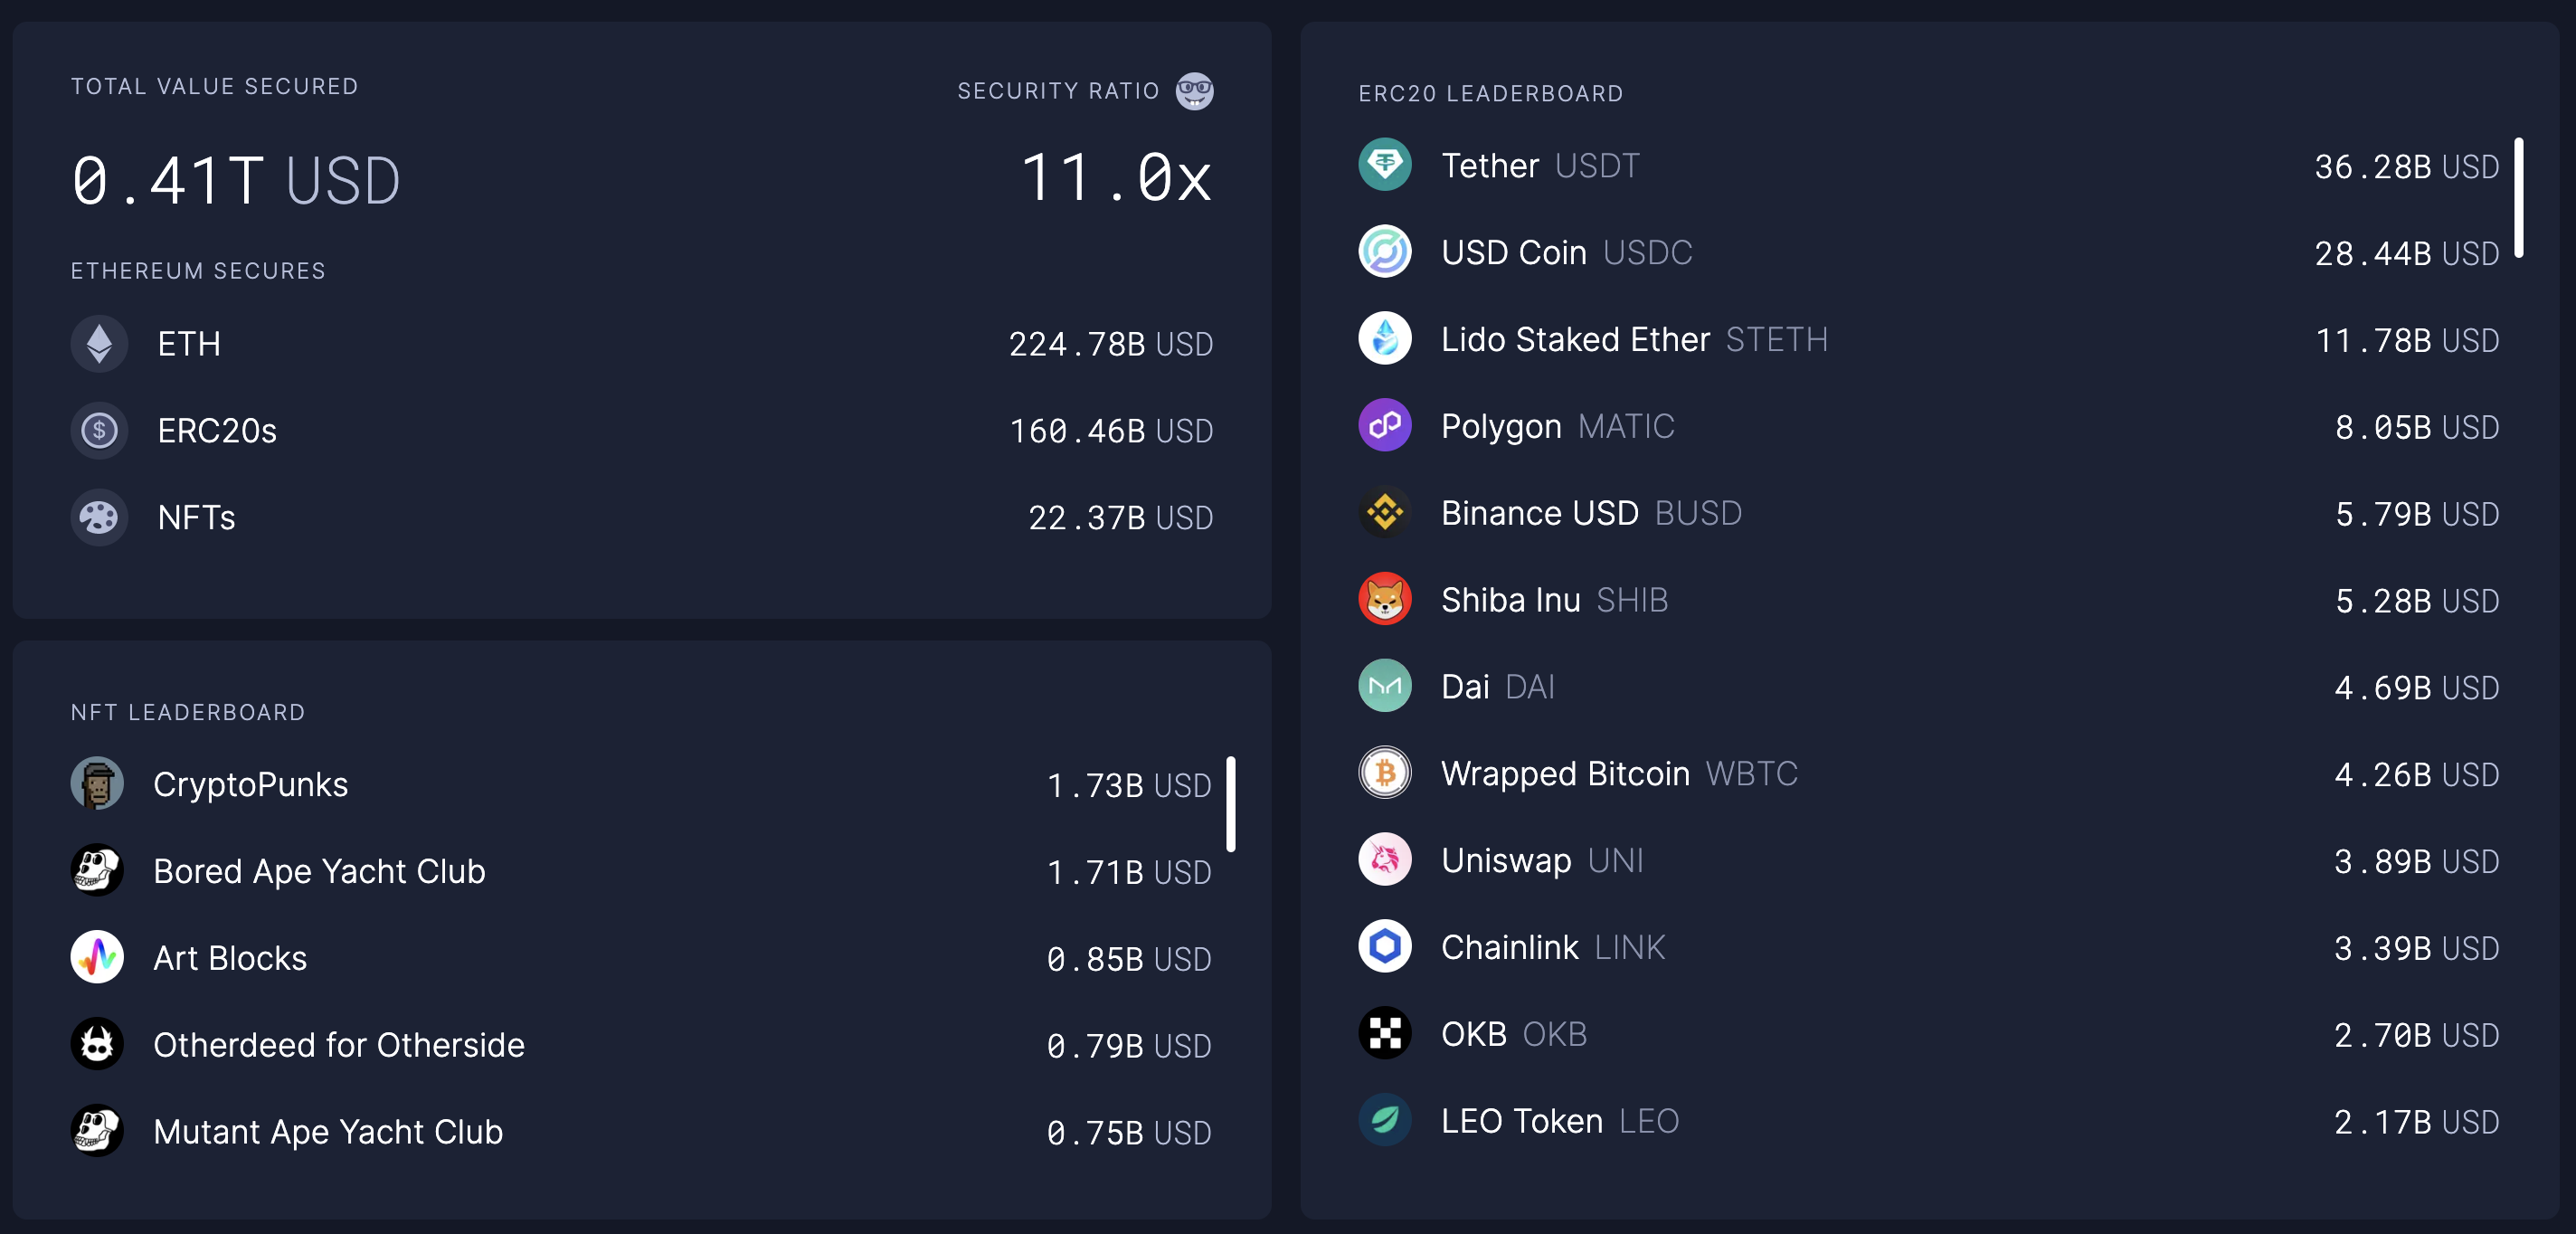 TOTAL VALUE SECURED
0.41T USD
SECURITY RATIO
11.0x
ETHEREUM SECURES
ETH 224.78B USD
ERC20s 160.46B USD
NFTs 22.37B USD
NFT LEADERBOARD
CryptoPunks 1.73B USD
Bored Ape Yacht Club 1.71B USD
Art Blocks 0.85B USD
Otherdeed for Otherside 0.79B USD
Mutant Ape Yacht Club 0.75B USD
ERC20 LEADERBOARD
Tether USDT 36.28B USD
USD Coin USDC 28.44B USD
Lido Staked Ether STETH 11.78B USD
Polygon MATIC 8.05B USD
Binance USD BUSD 5.79B USD
Shiba Inu SHIB 5.28B USD
Dai DAI 4.69B USD
Wrapped Bitcoin WBTC 4.26B USD
Uniswap UNI 3.89B USD
Chainlink LINK 3.39B USD
OKB OKB 2.70B USD
LEO Token LEO 2.17B USD